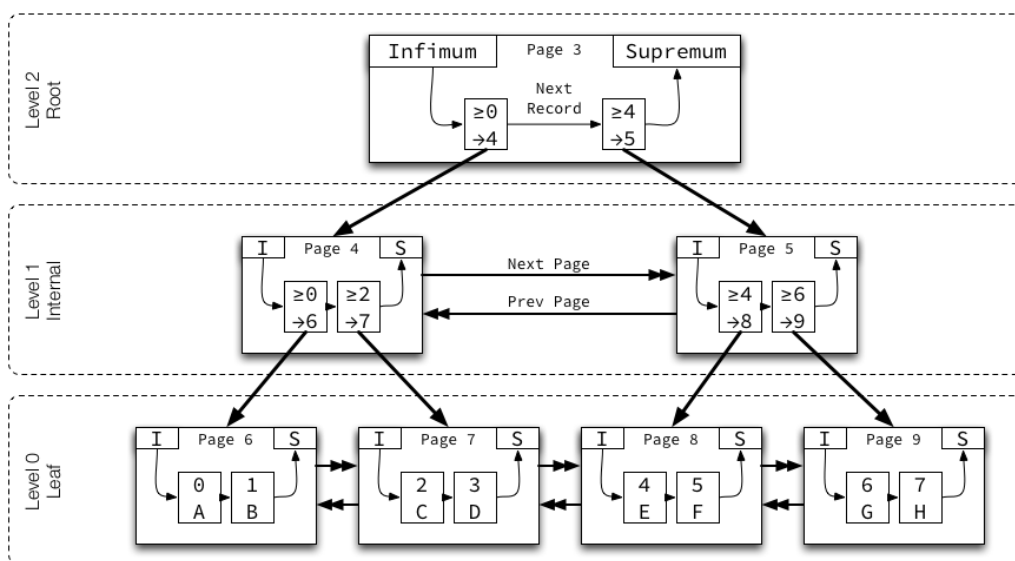 Level 2
Root
Infimum
Page 3
Supremum
Next
Record
≥0
→4
≥4
→5
Level 1
Internal
I
Page 4
S
≥0
→6
≥2
→7
Next Page
Prev Page
I
Page 5
S
≥4
→8
≥6
→9
Level 0
Leaf
I
Page 6
S
0
A
1
B
I
Page 7
S
2
C
3
D
I
Page 8
S
4
E
5
F
I
Page 9
S
6
G
7
H